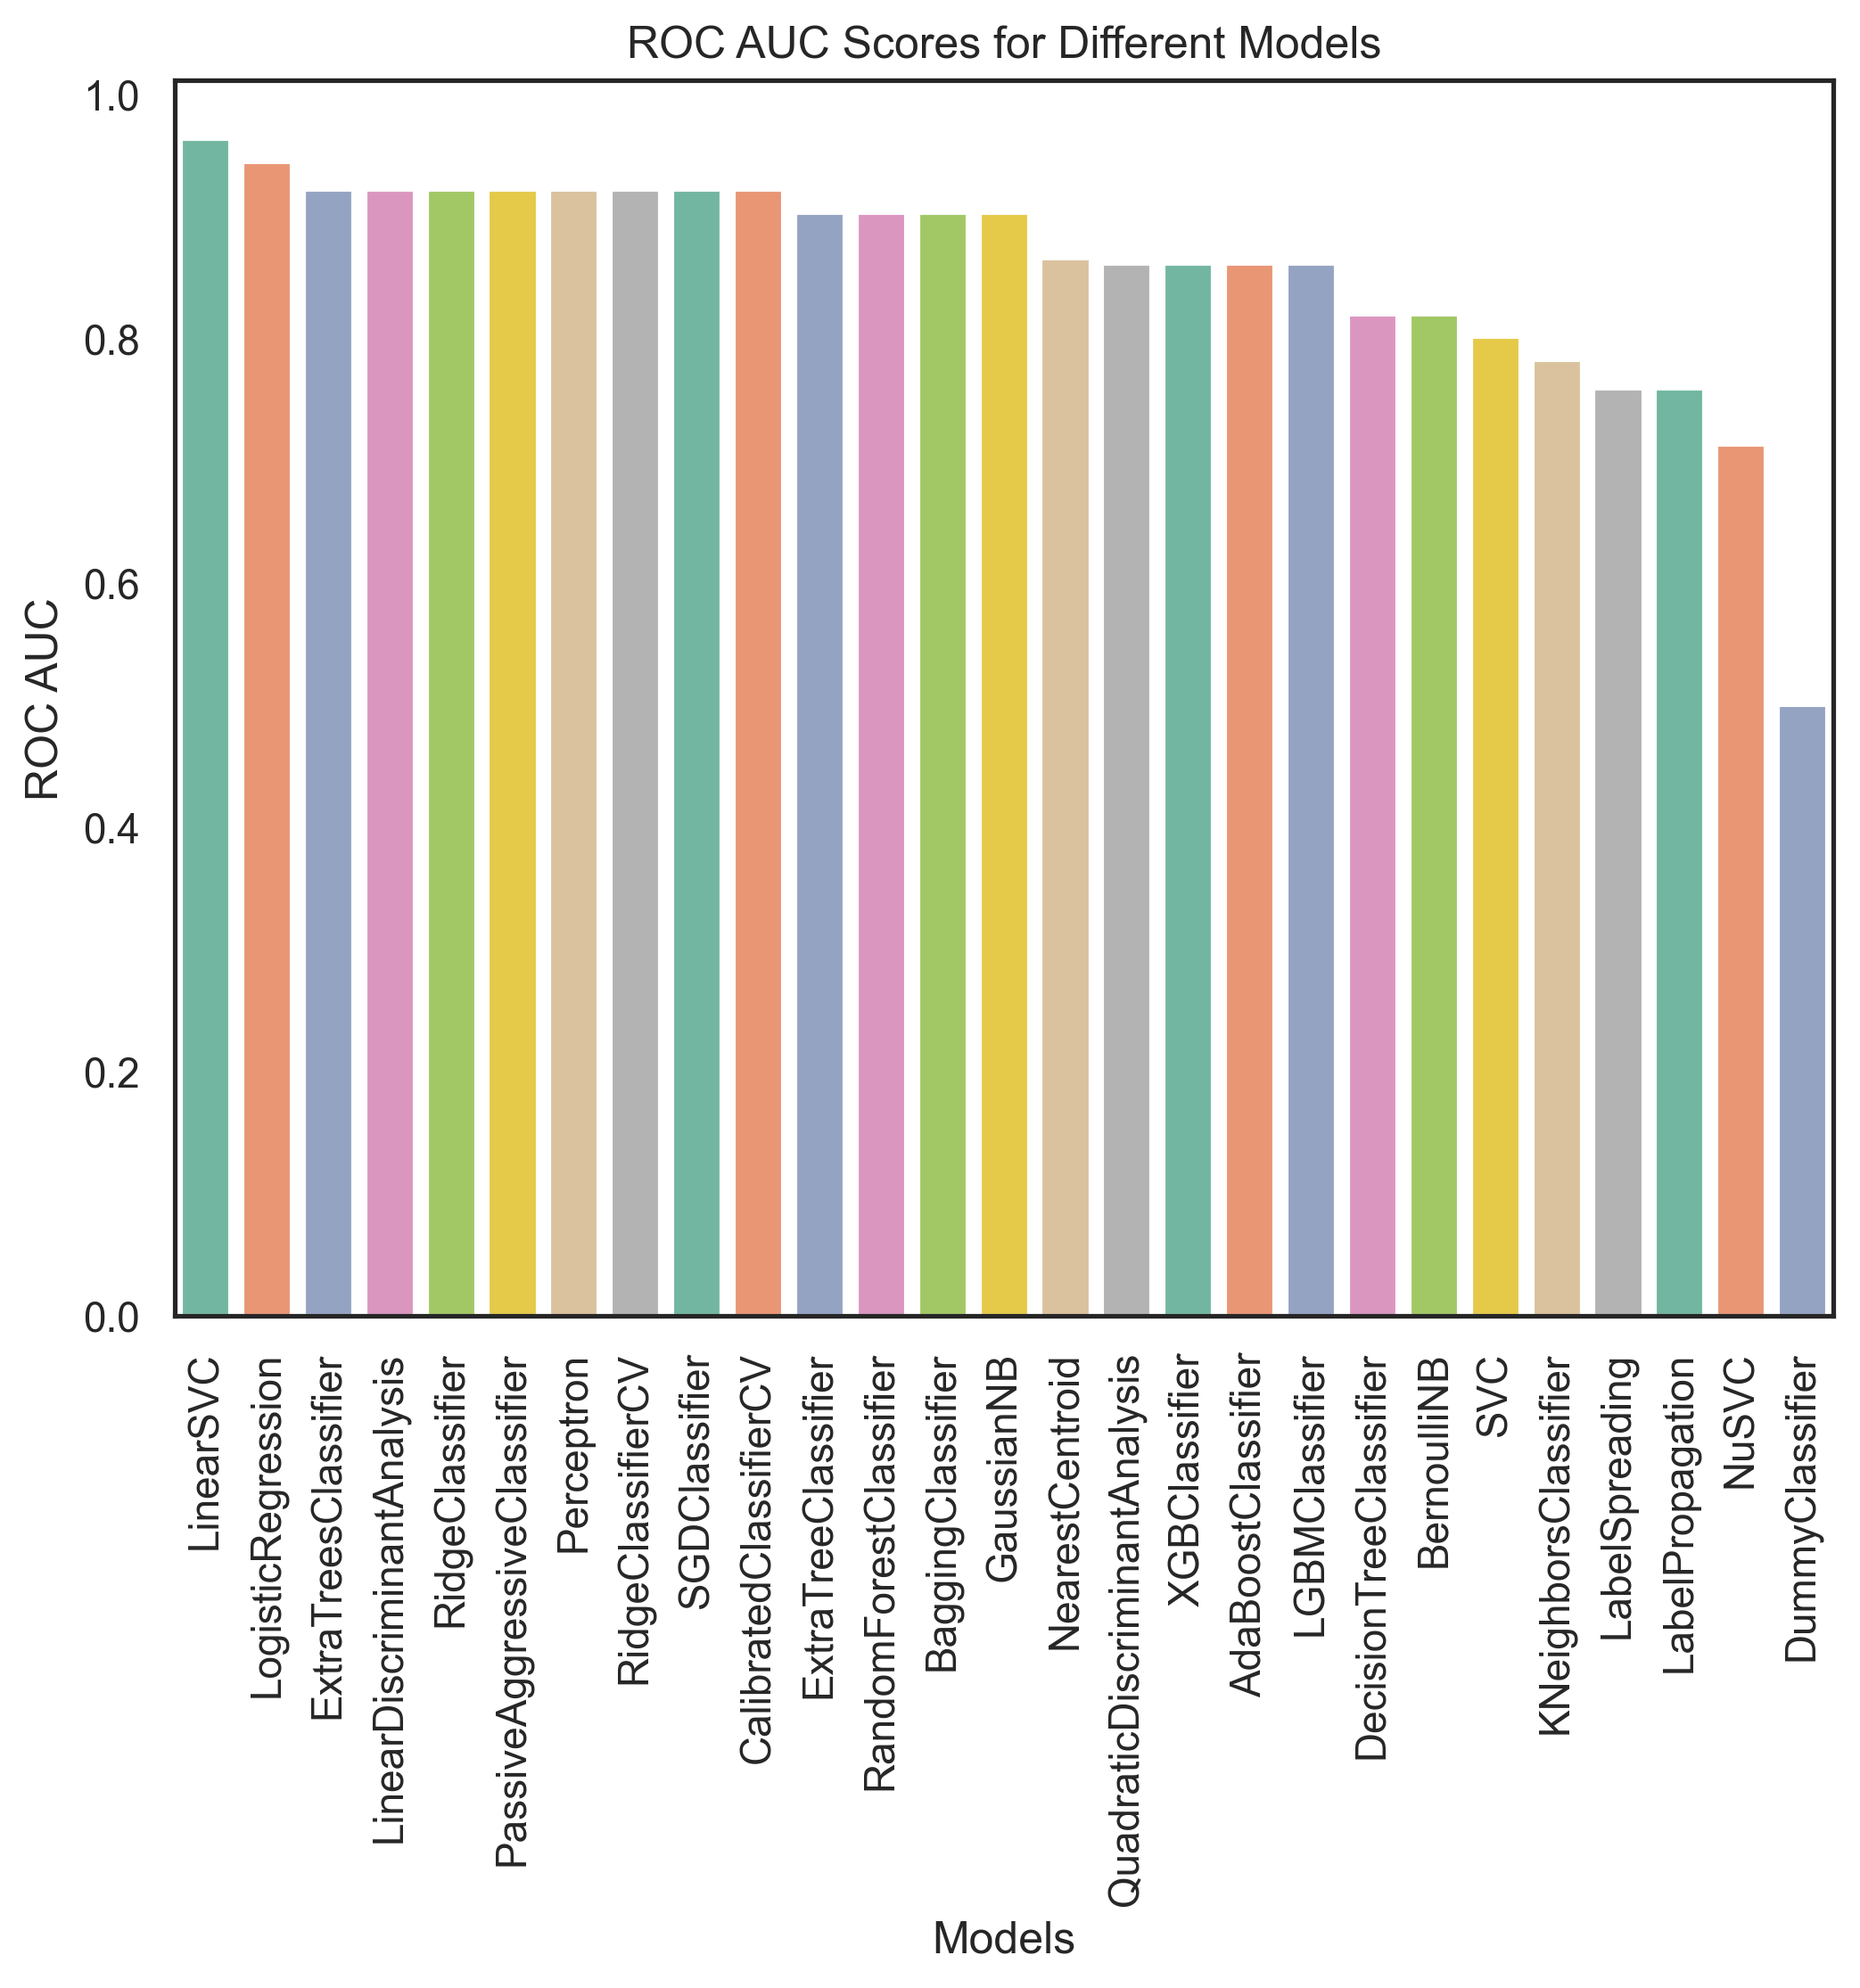 ROC AUC Scores for Different Models
ROC AUC
1.0
0.8
0.6
0.4
0.2
0.0
LinearSVC
LogisticRegression
ExtraTreesClassifier
LinearDiscriminantAnalysis
RidgeClassifier
PassiveAggressiveClassifier
Perceptron
RidgeClassifierCV
SGDClassifier
CalibratedClassifierCV
ExtraTreeClassifier
RandomForestClassifier
BaggingClassifier
GaussianNB
NearestCentroid
QuadraticDiscriminantAnalysis
XGBClassifier
AdaBoostClassifier
LGBMClassifier
DecisionTreeClassifier
BernoulliNB
SVC
KNeighborsClassifier
LabelSpreading
LabelPropagation
NuSVC
DummyClassifier
Models